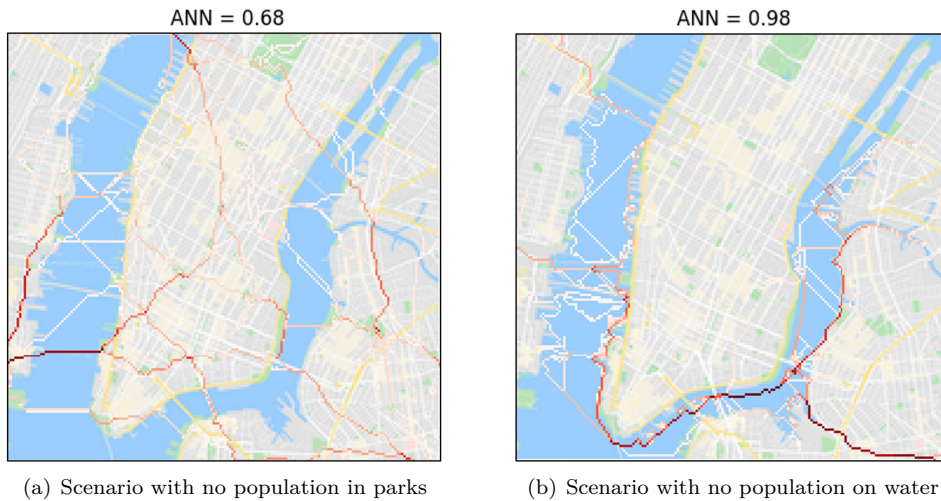 ANN = 0.68
ANN = 0.98
(a) Scenario with no population in parks
(b) Scenario with no population on water